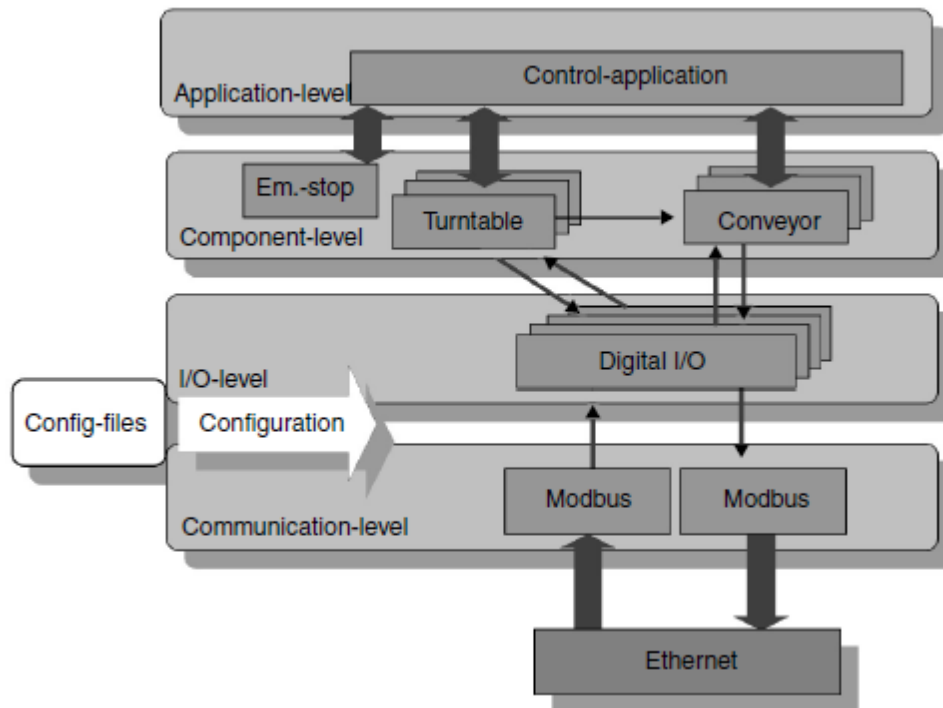 Control-application
Application-level
Em.-stop
Turntable
Conveyor
Component-level
Digital I/O
I/O-level
Config-files
Configuration
Modbus
Modbus
Communication-level
Ethernet